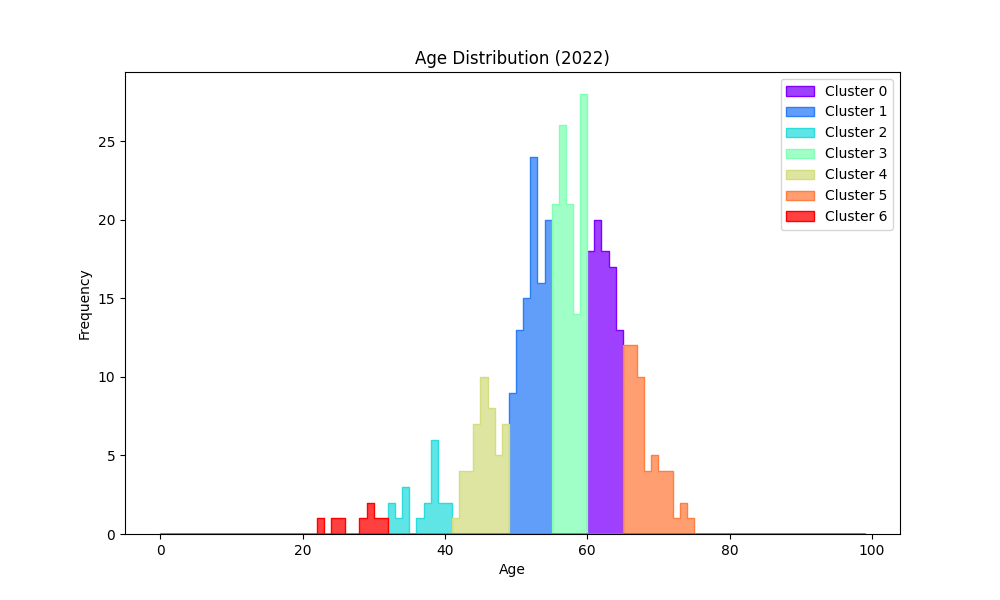 Age Distribution (2022)
Cluster 0
Cluster 1
Cluster 2
Cluster 3
Cluster 4
Cluster 5
Cluster 6
25
20
15
10
5
0
Frequency
0 20 40 60 80 100
Age